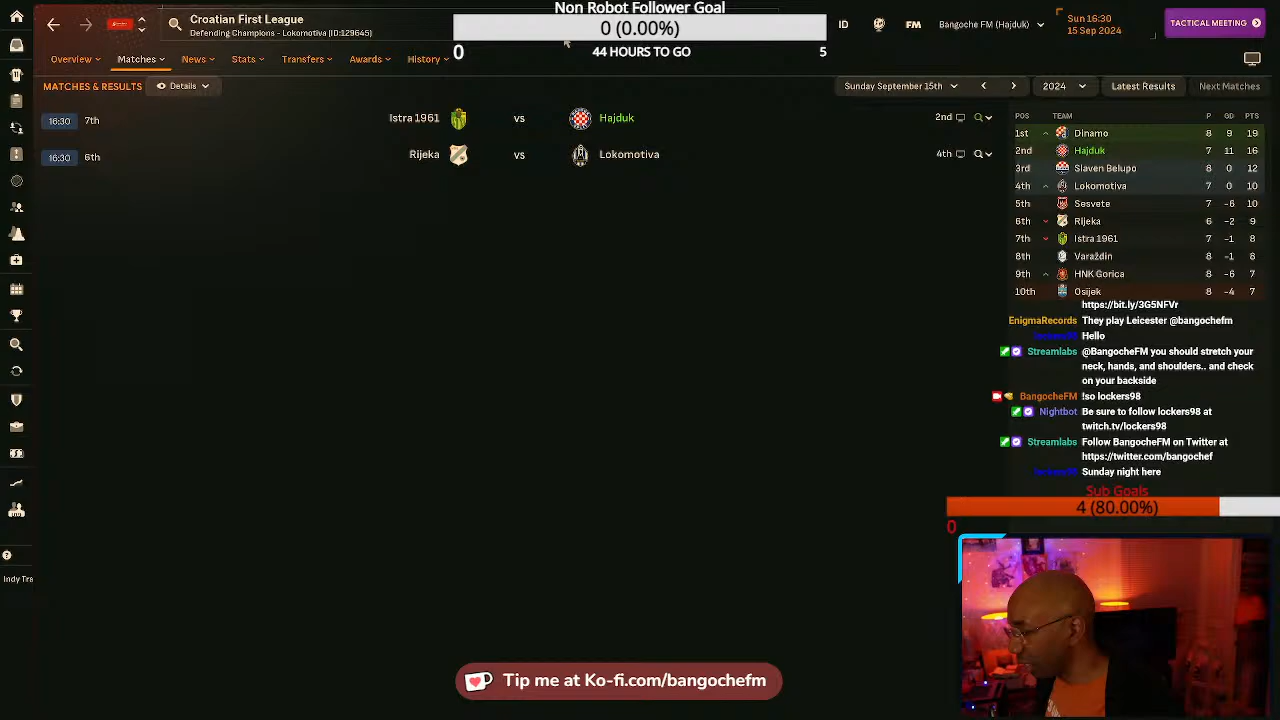 Non Robot Follower Goal
0 (0.00%)
0 44 HOURS TO GO 5
Croatian First League
Defending Champions - Lokomotiva (ID:129645)
ID FM Bangoche FM (Hajduk)
Sun 16:30
15 Sep 2024
TACTICAL MEETING
Overview Matches News Stats Transfers Awards History
MATCHES & RESULTS Details
Sunday September 15th 2024 Latest Results Next Matches
16:30 7th Istra 1961 vs Hajduk 2nd
16:30 6th Rijeka vs Lokomotiva 4th
POS TEAM P GD PTS
1st Dinamo 8 9 19
2nd Hajduk 7 11 16
3rd Slaven Belupo 8 0 12
4th Lokomotiva 7 0 10
5th Sesvete 7 -6 10
6th Rijeka 6 -2 9
7th Istra 1961 7 -1 8
8th Varaždin 8 -1 8
9th HNK Gorica 8 -6 7
10th Osijek 8 -4 7
https://bit.ly/3G5NFVr
EnigmaRecords They play Leicester @bangochefm
Hello
Streamlabs @BangocheFM you should stretch your
neck, hands, and shoulders.. and check
on your backside
BangocheFM !so lockers98
Nightbot Be sure to follow lockers98 at
twitch.tv/lockers98
Streamlabs Follow BangocheFM on Twitter at
https://twitter.com/bangochef
Sunday night here
Sub Goals
4 (80.00%)
0
Indy Tre
Tip me at Ko-fi.com/bangochefm